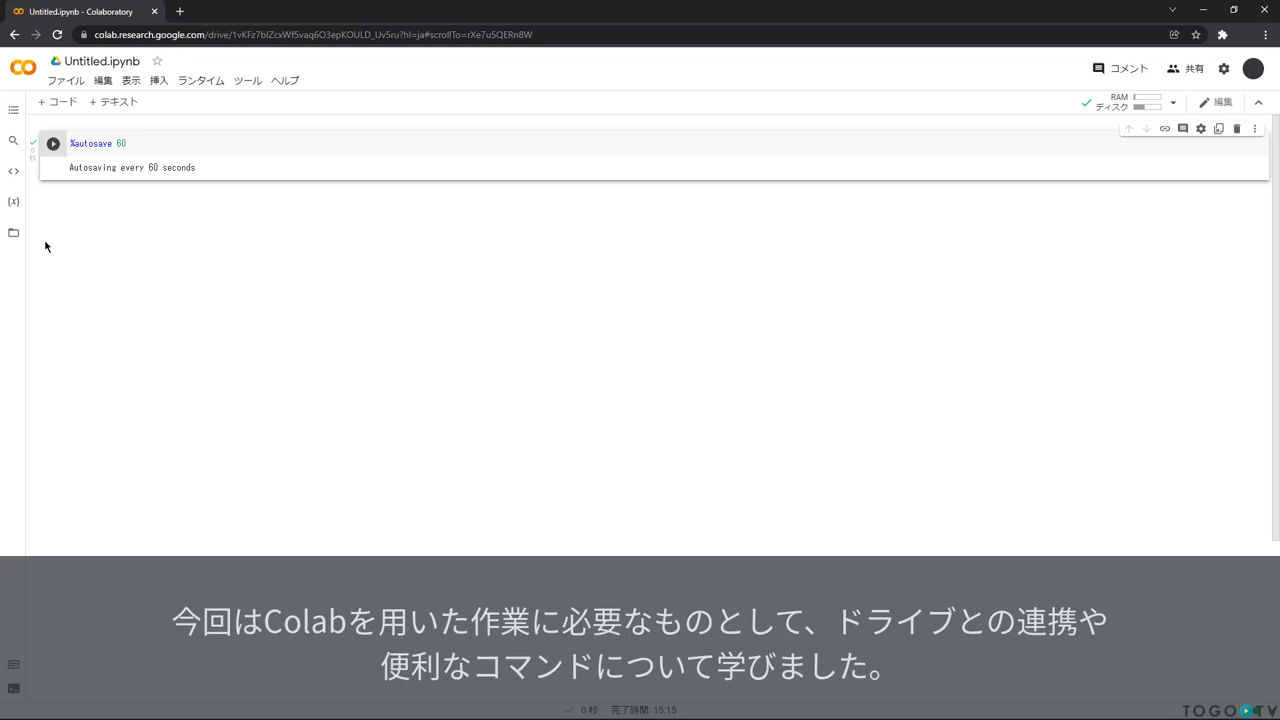 Untitled.ipynb - Colaboratory
colab.research.google.com/drive/1vKFz7blZcxWf5vaq6O3epKOULD_Uv5ru?hl=ja#scrollTo=rXe7u5QERn8W
Untitled.ipynb
コメント
共有
ファイル 編集 表示 挿入 ランタイム ツール ヘルプ
+ コード + テキスト
RAM
ディスク
編集
%autosave 60
0
秒
Autosaving every 60 seconds
{x}
今回はColabを用いた作業に必要なものとして、ドライブとの連携や
便利なコマンドについて学びました。
0 秒 完了時間: 15:15
TOGO TV